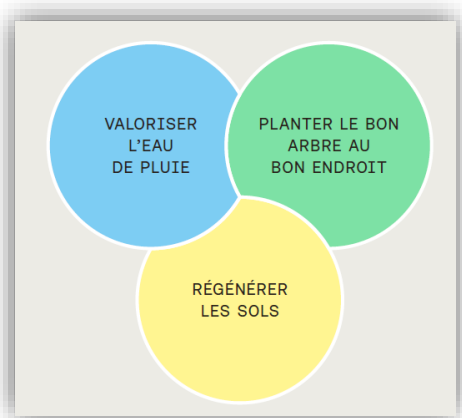 VALORISER
L'EAU
DE PLUIE
PLANTER LE BON
ARBRE AU
BON ENDROIT
RÉGÉNÉRER
LES SOLS